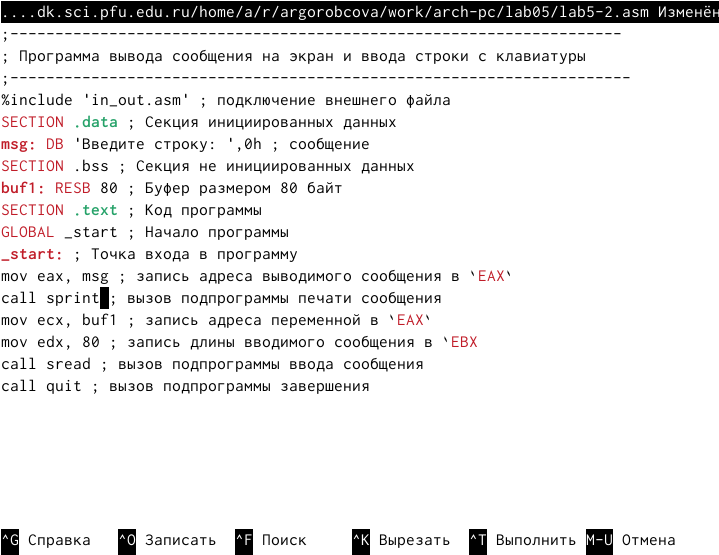 ....dk.sci.pfu.edu.ru/home/a/r/argorobcova/work/arch-pc/lab05/lab5-2.asm Изменён
;--------------------------------------------------------------------
; Программа вывода сообщения на экран и ввода строки с клавиатуры
;---------------------------------------------------------------------
%include 'in_out.asm' ; подключение внешнего файла
SECTION .data ; Секция инициированных данных
msg: DB 'Введите строку: ',0h ; сообщение
SECTION .bss ; Секция не инициированных данных
buf1: RESB 80 ; Буфер размером 80 байт
SECTION .text ; Код программы
GLOBAL _start ; Начало программы
_start: ; Точка входа в программу
mov eax, msg ; запись адреса выводимого сообщения в `EAX`
call sprint ; вызов подпрограммы печати сообщения
mov ecx, buf1 ; запись адреса переменной в `EAX`
mov edx, 80 ; запись длины вводимого сообщения в `EBX
call sread ; вызов подпрограммы ввода сообщения
call quit ; вызов подпрограммы завершения
^G Справка ^O Записать ^F Поиск ^K Вырезать ^T Выполнить M-U Отмена